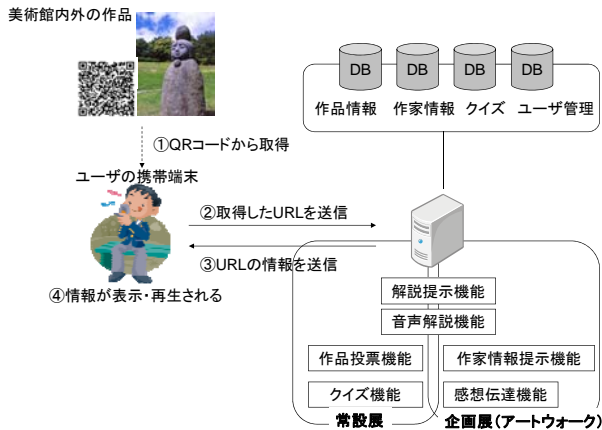 美術館内外の作品
DB DB DB DB
作品情報 作家情報 クイズ ユーザ管理
①QRコードから取得
ユーザの携帯端末
②取得したURLを送信
③URLの情報を送信
④情報が表示・再生される
解説提示機能
音声解説機能
作品投票機能 作家情報提示機能
クイズ機能 感想伝達機能
常設展 企画展(アートウォーク)